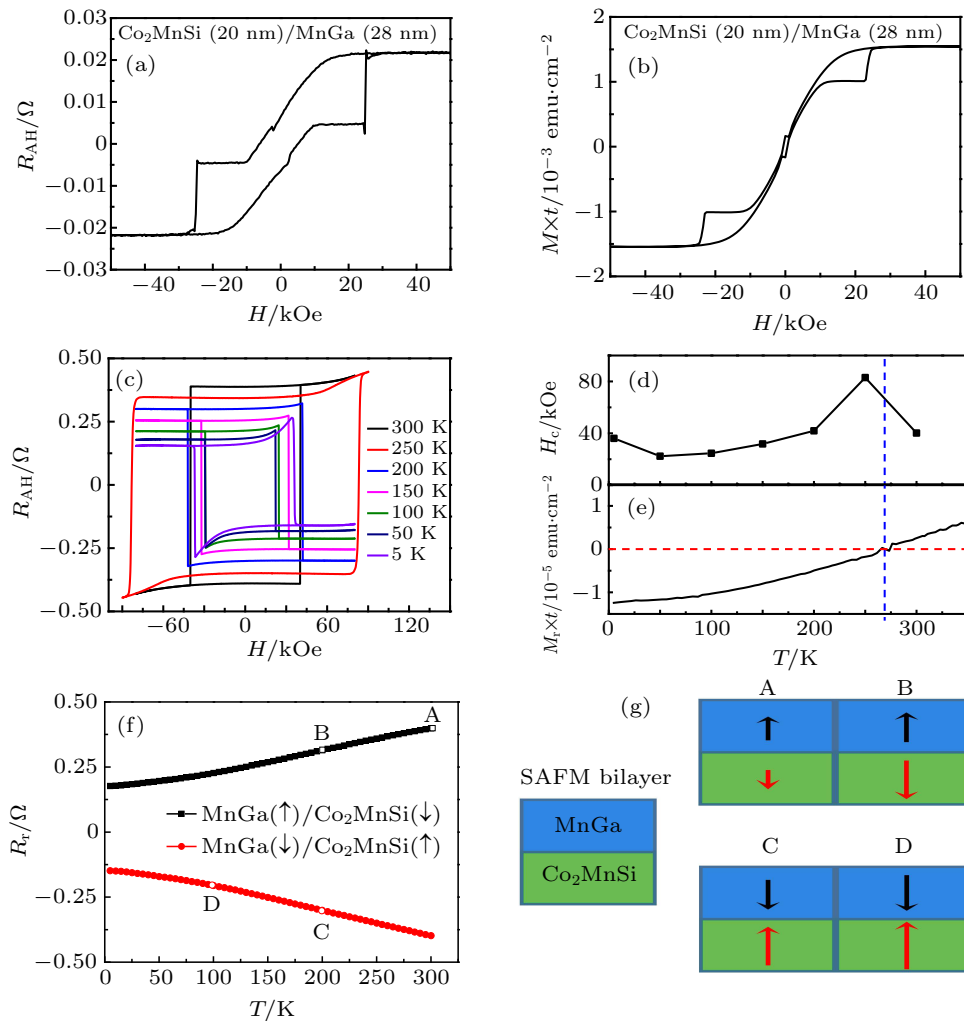 Co₂MnSi (20 nm)/MnGa (28 nm)
(a)
0.03
0.02
0.01
0
−0.01
−0.02
−0.03
R_AH/Ω
−40
−20
0
20
40
H/kOe
Co₂MnSi (20 nm)/MnGa (28 nm)
(b)
2
1
0
−1
−2
M×t/10⁻³ emu·cm⁻²
−40
−20
0
20
40
H/kOe
(c)
0.50
0.25
0
−0.25
−0.50
R_AH/Ω
300 K
250 K
200 K
150 K
100 K
50 K
5 K
−60
0
60
120
H/kOe
(d)
80
40
0
H_c/kOe
(e)
1
0
−1
M_r×t/10⁻⁵ emu·cm⁻²
0
100
200
300
T/K
(f)
0.50
0.25
0
−0.25
−0.50
R_r/Ω
A
B
MnGa(↑)/Co₂MnSi(↓)
MnGa(↓)/Co₂MnSi(↑)
D
C
0
50
100
150
200
250
300
T/K
(g)
A
B
SAFM bilayer
MnGa
Co₂MnSi
C
D